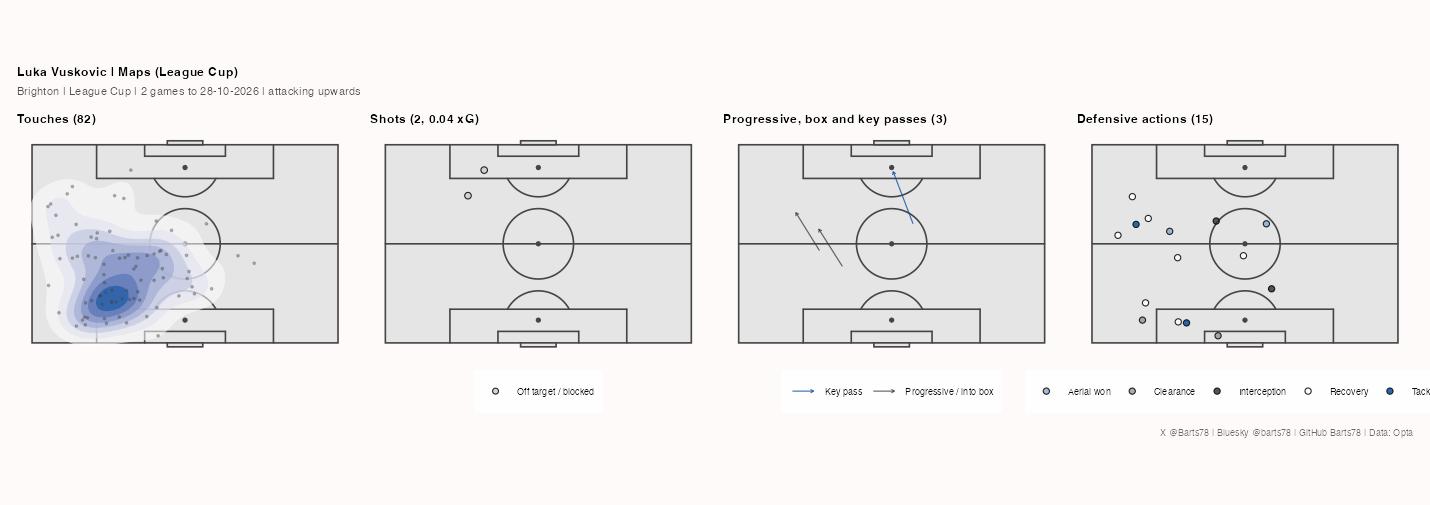 Luka Vuskovic | Maps (League Cup)
Brighton | League Cup | 2 games to 28-10-2026 | attacking upwards
Touches (82)
Shots (2, 0.04 xG)
Progressive, box and key passes (3)
Defensive actions (15)
Off target / blocked
Key pass
Progressive / into box
Aerial won
Clearance
Interception
Recovery
Tack
X @Barts78 | Bluesky @barts78 | GitHub Barts78 | Data: Opta